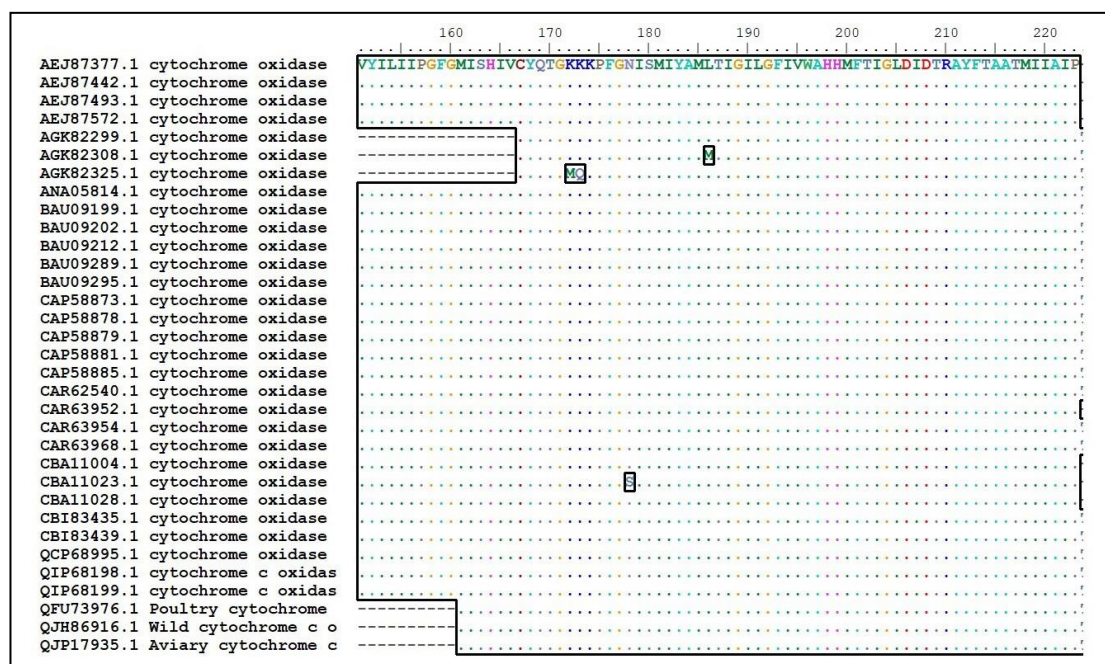 160 170 180 190 200 210 220
AEJ87377.1 cytochrome oxidase VYILIIPGFGMISHIVCYQTGKKKPFGNISMIYAMLTIGILGFIVWAHHMFTIGLDIDTRAYFTAATMIIAIP
AEJ87442.1 cytochrome oxidase
AEJ87493.1 cytochrome oxidase
AEJ87572.1 cytochrome oxidase
AGK82299.1 cytochrome oxidase ----------------
AGK82308.1 cytochrome oxidase ---------------- M
AGK82325.1 cytochrome oxidase ---------------- MQ
ANA05814.1 cytochrome oxidase
BAU09199.1 cytochrome oxidase
BAU09202.1 cytochrome oxidase
BAU09212.1 cytochrome oxidase
BAU09289.1 cytochrome oxidase
BAU09295.1 cytochrome oxidase
CAP58873.1 cytochrome oxidase
CAP58878.1 cytochrome oxidase
CAP58879.1 cytochrome oxidase
CAP58881.1 cytochrome oxidase
CAP58885.1 cytochrome oxidase
CAR62540.1 cytochrome oxidase
CAR63952.1 cytochrome oxidase
CAR63954.1 cytochrome oxidase
CAR63968.1 cytochrome oxidase
CBA11004.1 cytochrome oxidase
CBA11023.1 cytochrome oxidase S
CBA11028.1 cytochrome oxidase
CBI83435.1 cytochrome oxidase
CBI83439.1 cytochrome oxidase
QCP68995.1 cytochrome oxidase
QIP68198.1 cytochrome c oxidas
QIP68199.1 cytochrome c oxidas
QFU73976.1 Poultry cytochrome ----------
QJH86916.1 Wild cytochrome c o ----------
QJP17935.1 Aviary cytochrome c ----------